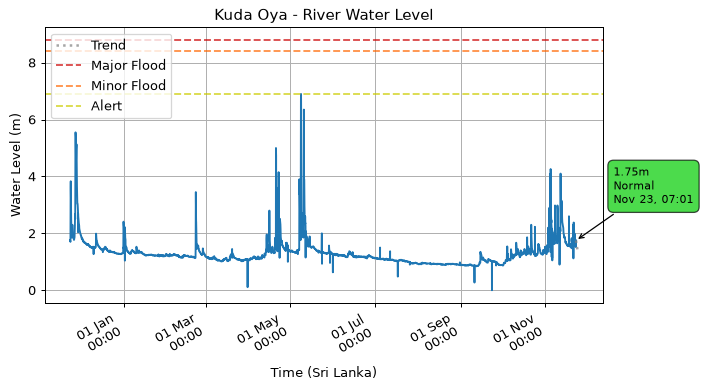 Kuda Oya - River Water Level
Trend
Major Flood
Minor Flood
Alert
Water Level (m)
8
6
4
2
0
1.75m
Normal
Nov 23, 07:01
01 Jan
00:00
01 Mar
00:00
01 May
00:00
01 Jul
00:00
01 Sep
00:00
01 Nov
00:00
Time (Sri Lanka)